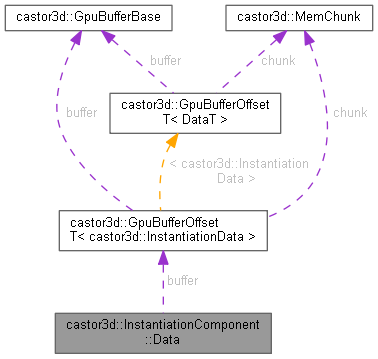 castor3d::GpuBufferBase
castor3d::MemChunk
buffer
chunk
castor3d::GpuBufferOffset
T< DataT >
buffer
chunk
< castor3d::Instantiation
Data >
castor3d::GpuBufferOffset
T< castor3d::InstantiationData >
buffer
castor3d::InstantiationComponent
::Data